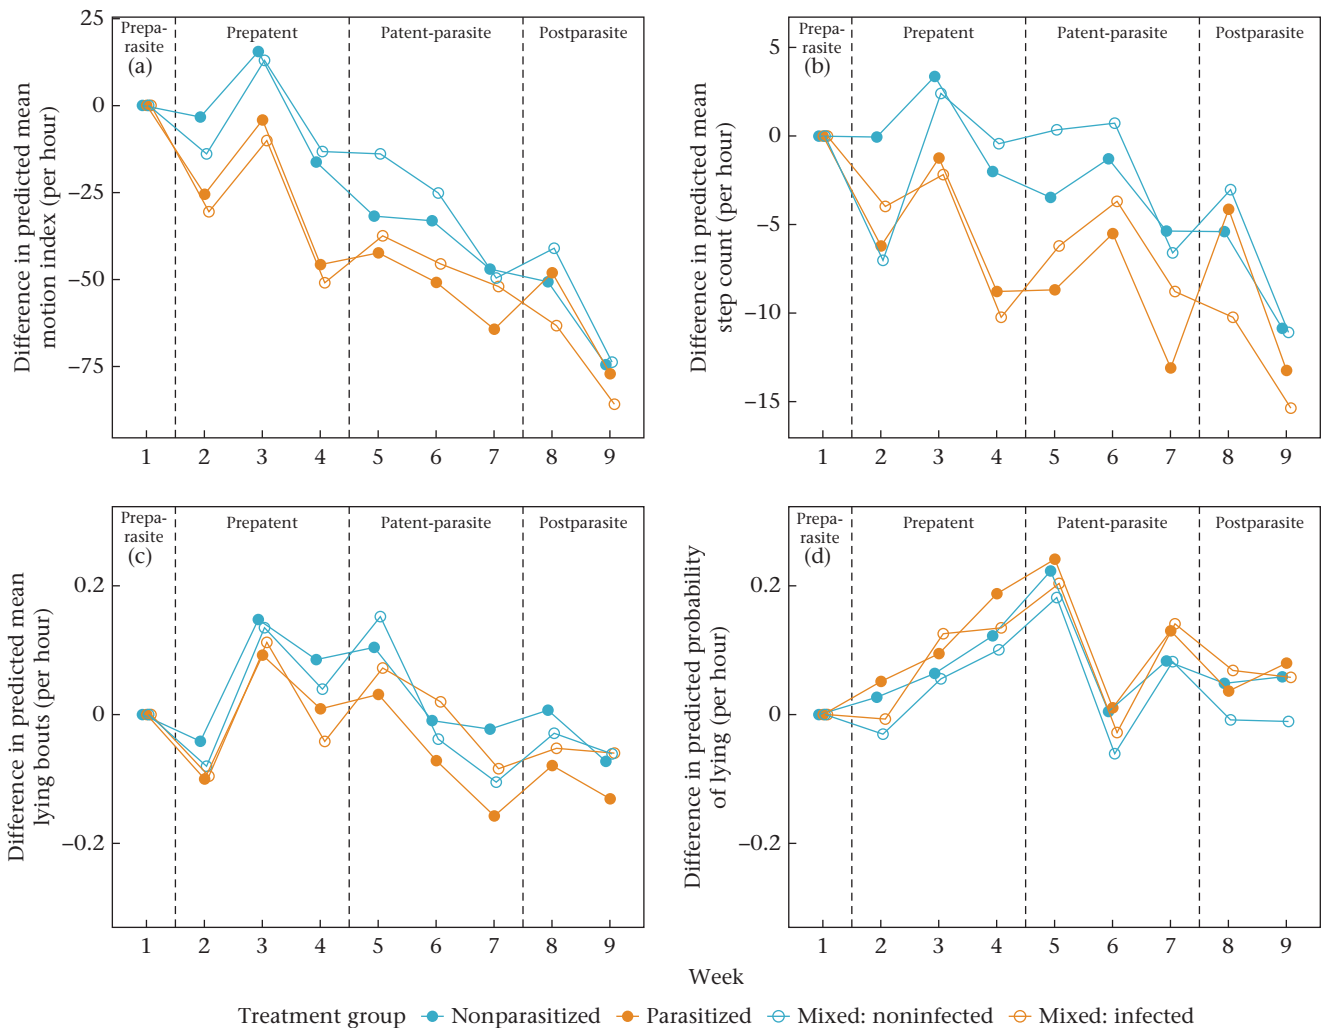 Prepa-
rasite
Prepatent
Patent-parasite
Postparasite
(a)
25
0
−25
−50
−75
Difference in predicted mean
motion index (per hour)
1 2 3 4 5 6 7 8 9
Prepa-
rasite
Prepatent
Patent-parasite
Postparasite
(b)
5
0
−5
−10
−15
Difference in predicted mean
step count (per hour)
1 2 3 4 5 6 7 8 9
Prepa-
rasite
Prepatent
Patent-parasite
Postparasite
(c)
0.2
0
−0.2
Difference in predicted mean
lying bouts (per hour)
1 2 3 4 5 6 7 8 9
Prepa-
rasite
Prepatent
Patent-parasite
Postparasite
(d)
0.2
0
−0.2
Difference in predicted probability
of lying (per hour)
1 2 3 4 5 6 7 8 9
Week
Treatment group Nonparasitized Parasitized Mixed: noninfected Mixed: infected